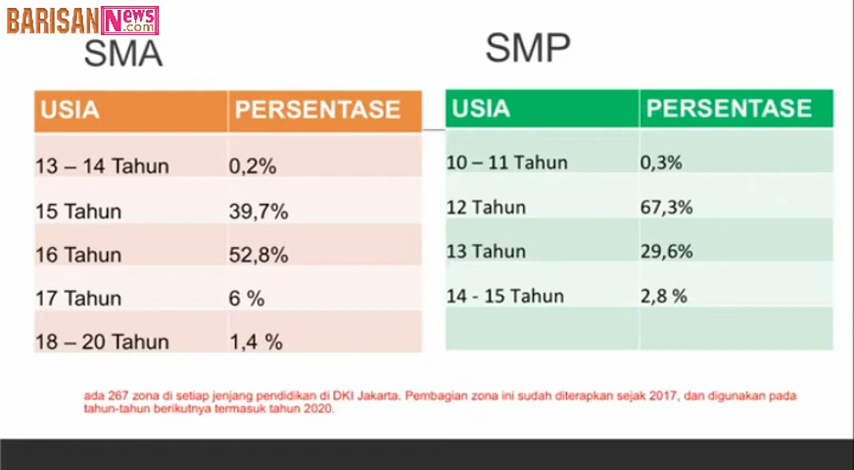 BARISAN News .com
SMA
USIA PERSENTASE
13 – 14 Tahun 0,2%
15 Tahun 39,7%
16 Tahun 52,8%
17 Tahun 6 %
18 – 20 Tahun 1,4 %
SMP
USIA PERSENTASE
10 – 11 Tahun 0,3%
12 Tahun 67,3%
13 Tahun 29,6%
14 - 15 Tahun 2,8 %
ada 267 zona di setiap jenjang pendidikan di DKI Jakarta. Pembagian zona ini sudah diterapkan sejak 2017, dan digunakan pada
tahun-tahun berikutnya termasuk tahun 2020.